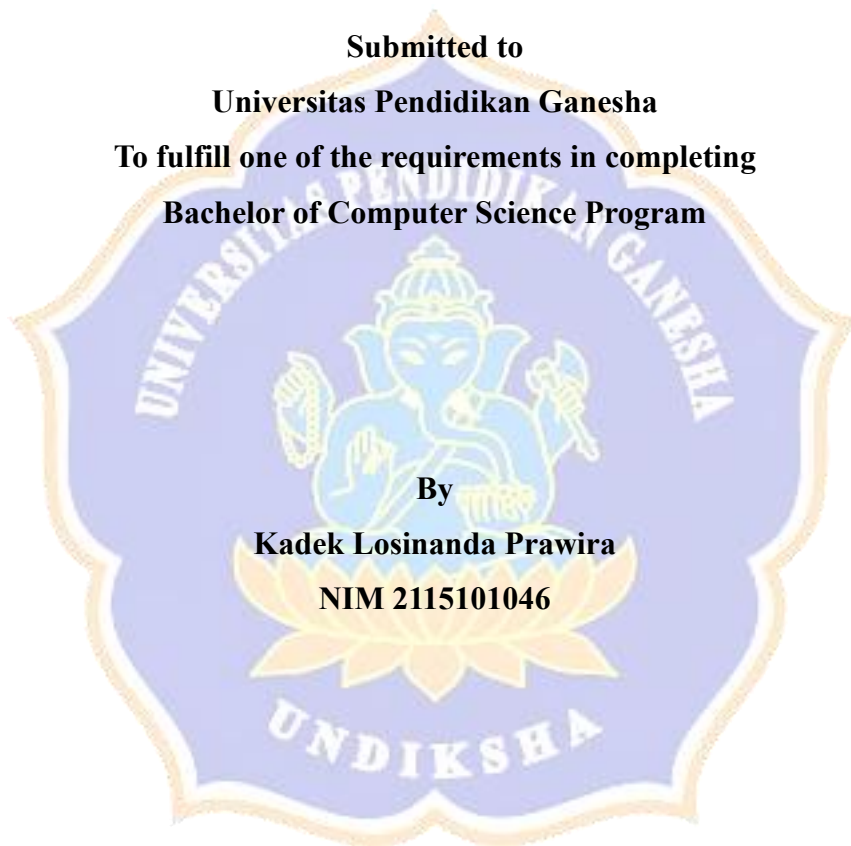 Submitted to
Universitas Pendidikan Ganesha
To fulfill one of the requirements in completing
Bachelor of Computer Science Program
UNIVERSITAS PENDIDIKAN GANESHA
By
Kadek Losinanda Prawira
NIM 2115101046
UNDIKSHA